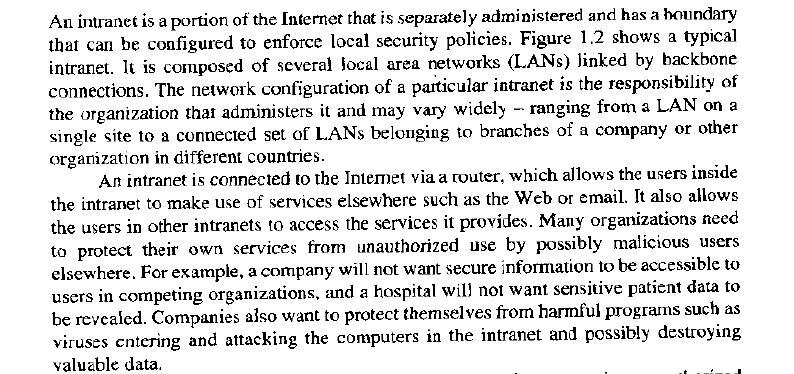 An intranet is a portion of the Internet that is separately administered and has a boundary
that can be configured to enforce local security policies. Figure 1.2 shows a typical
intranet. It is composed of several local area networks (LANs) linked by backbone
connections. The network configuration of a particular intranet is the responsibility of
the organization that administers it and may vary widely – ranging from a LAN on a
single site to a connected set of LANs belonging to branches of a company or other
organization in different countries.
An intranet is connected to the Internet via a router, which allows the users inside
the intranet to make use of services elsewhere such as the Web or email. It also allows
the users in other intranets to access the services it provides. Many organizations need
to protect their own services from unauthorized use by possibly malicious users
elsewhere. For example, a company will not want secure information to be accessible to
users in competing organizations, and a hospital will not want sensitive patient data to
be revealed. Companies also want to protect themselves from harmful programs such as
viruses entering and attacking the computers in the intranet and possibly destroying
valuable data.